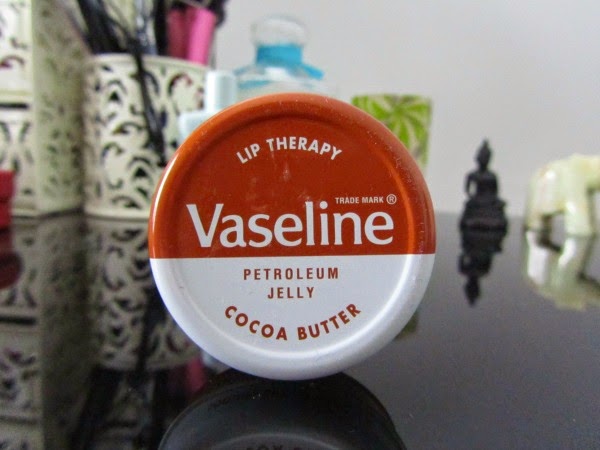 LIP THERAPY
TRADE MARK ®
Vaseline
PETROLEUM
JELLY
COCOA BUTTER